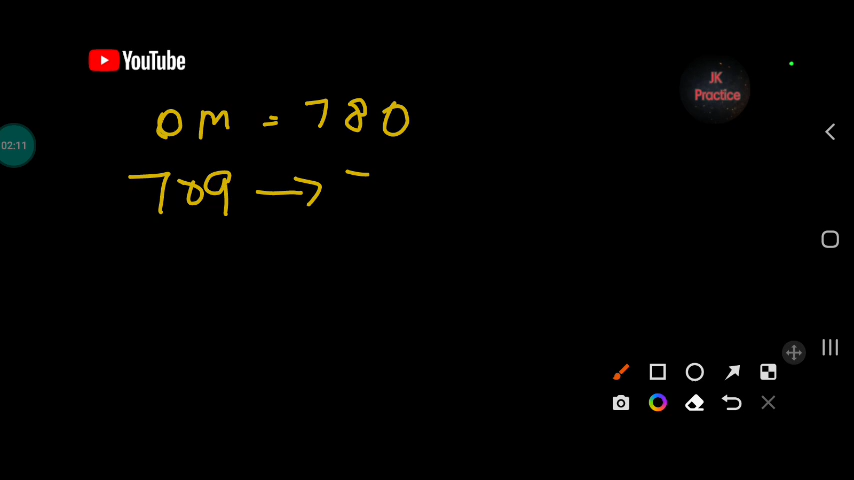 YouTube
JK
Practice
OM = 780
02:11
709 →